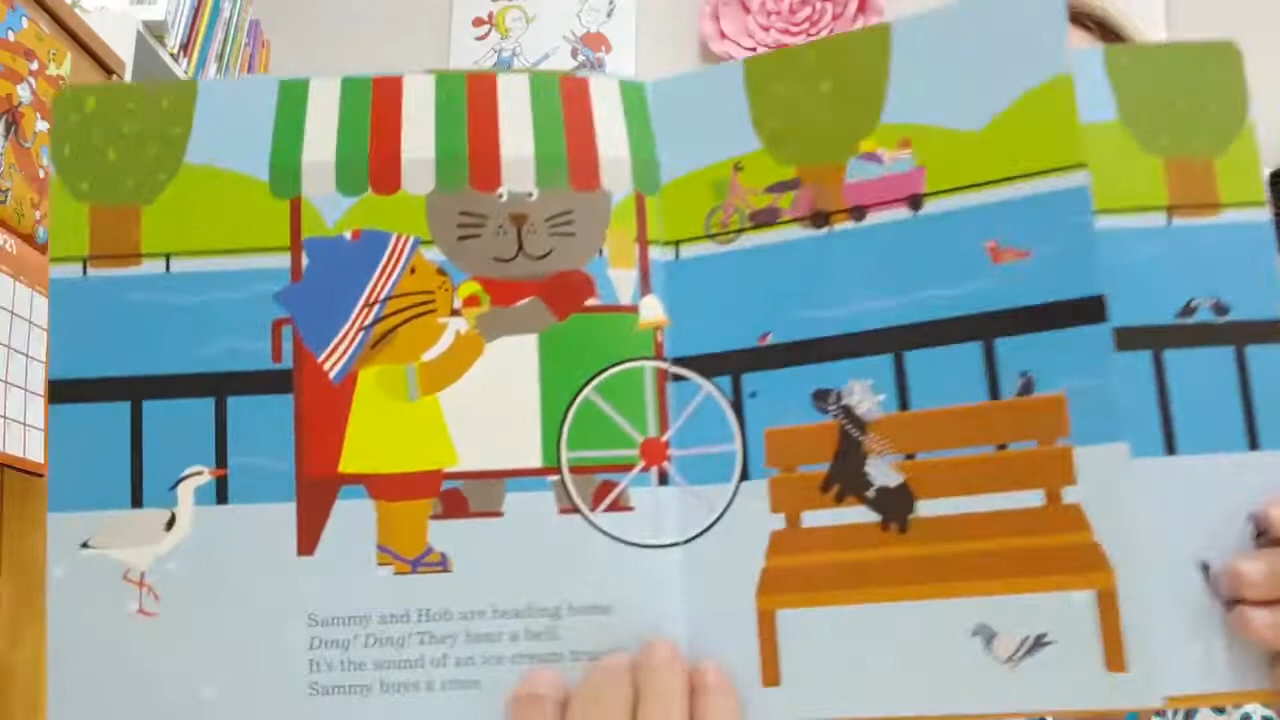 021
Sammy and Hob are heading home
Ding! Ding! They hear a bell.
It's the sound of an ice cream
Sammy buys a cone